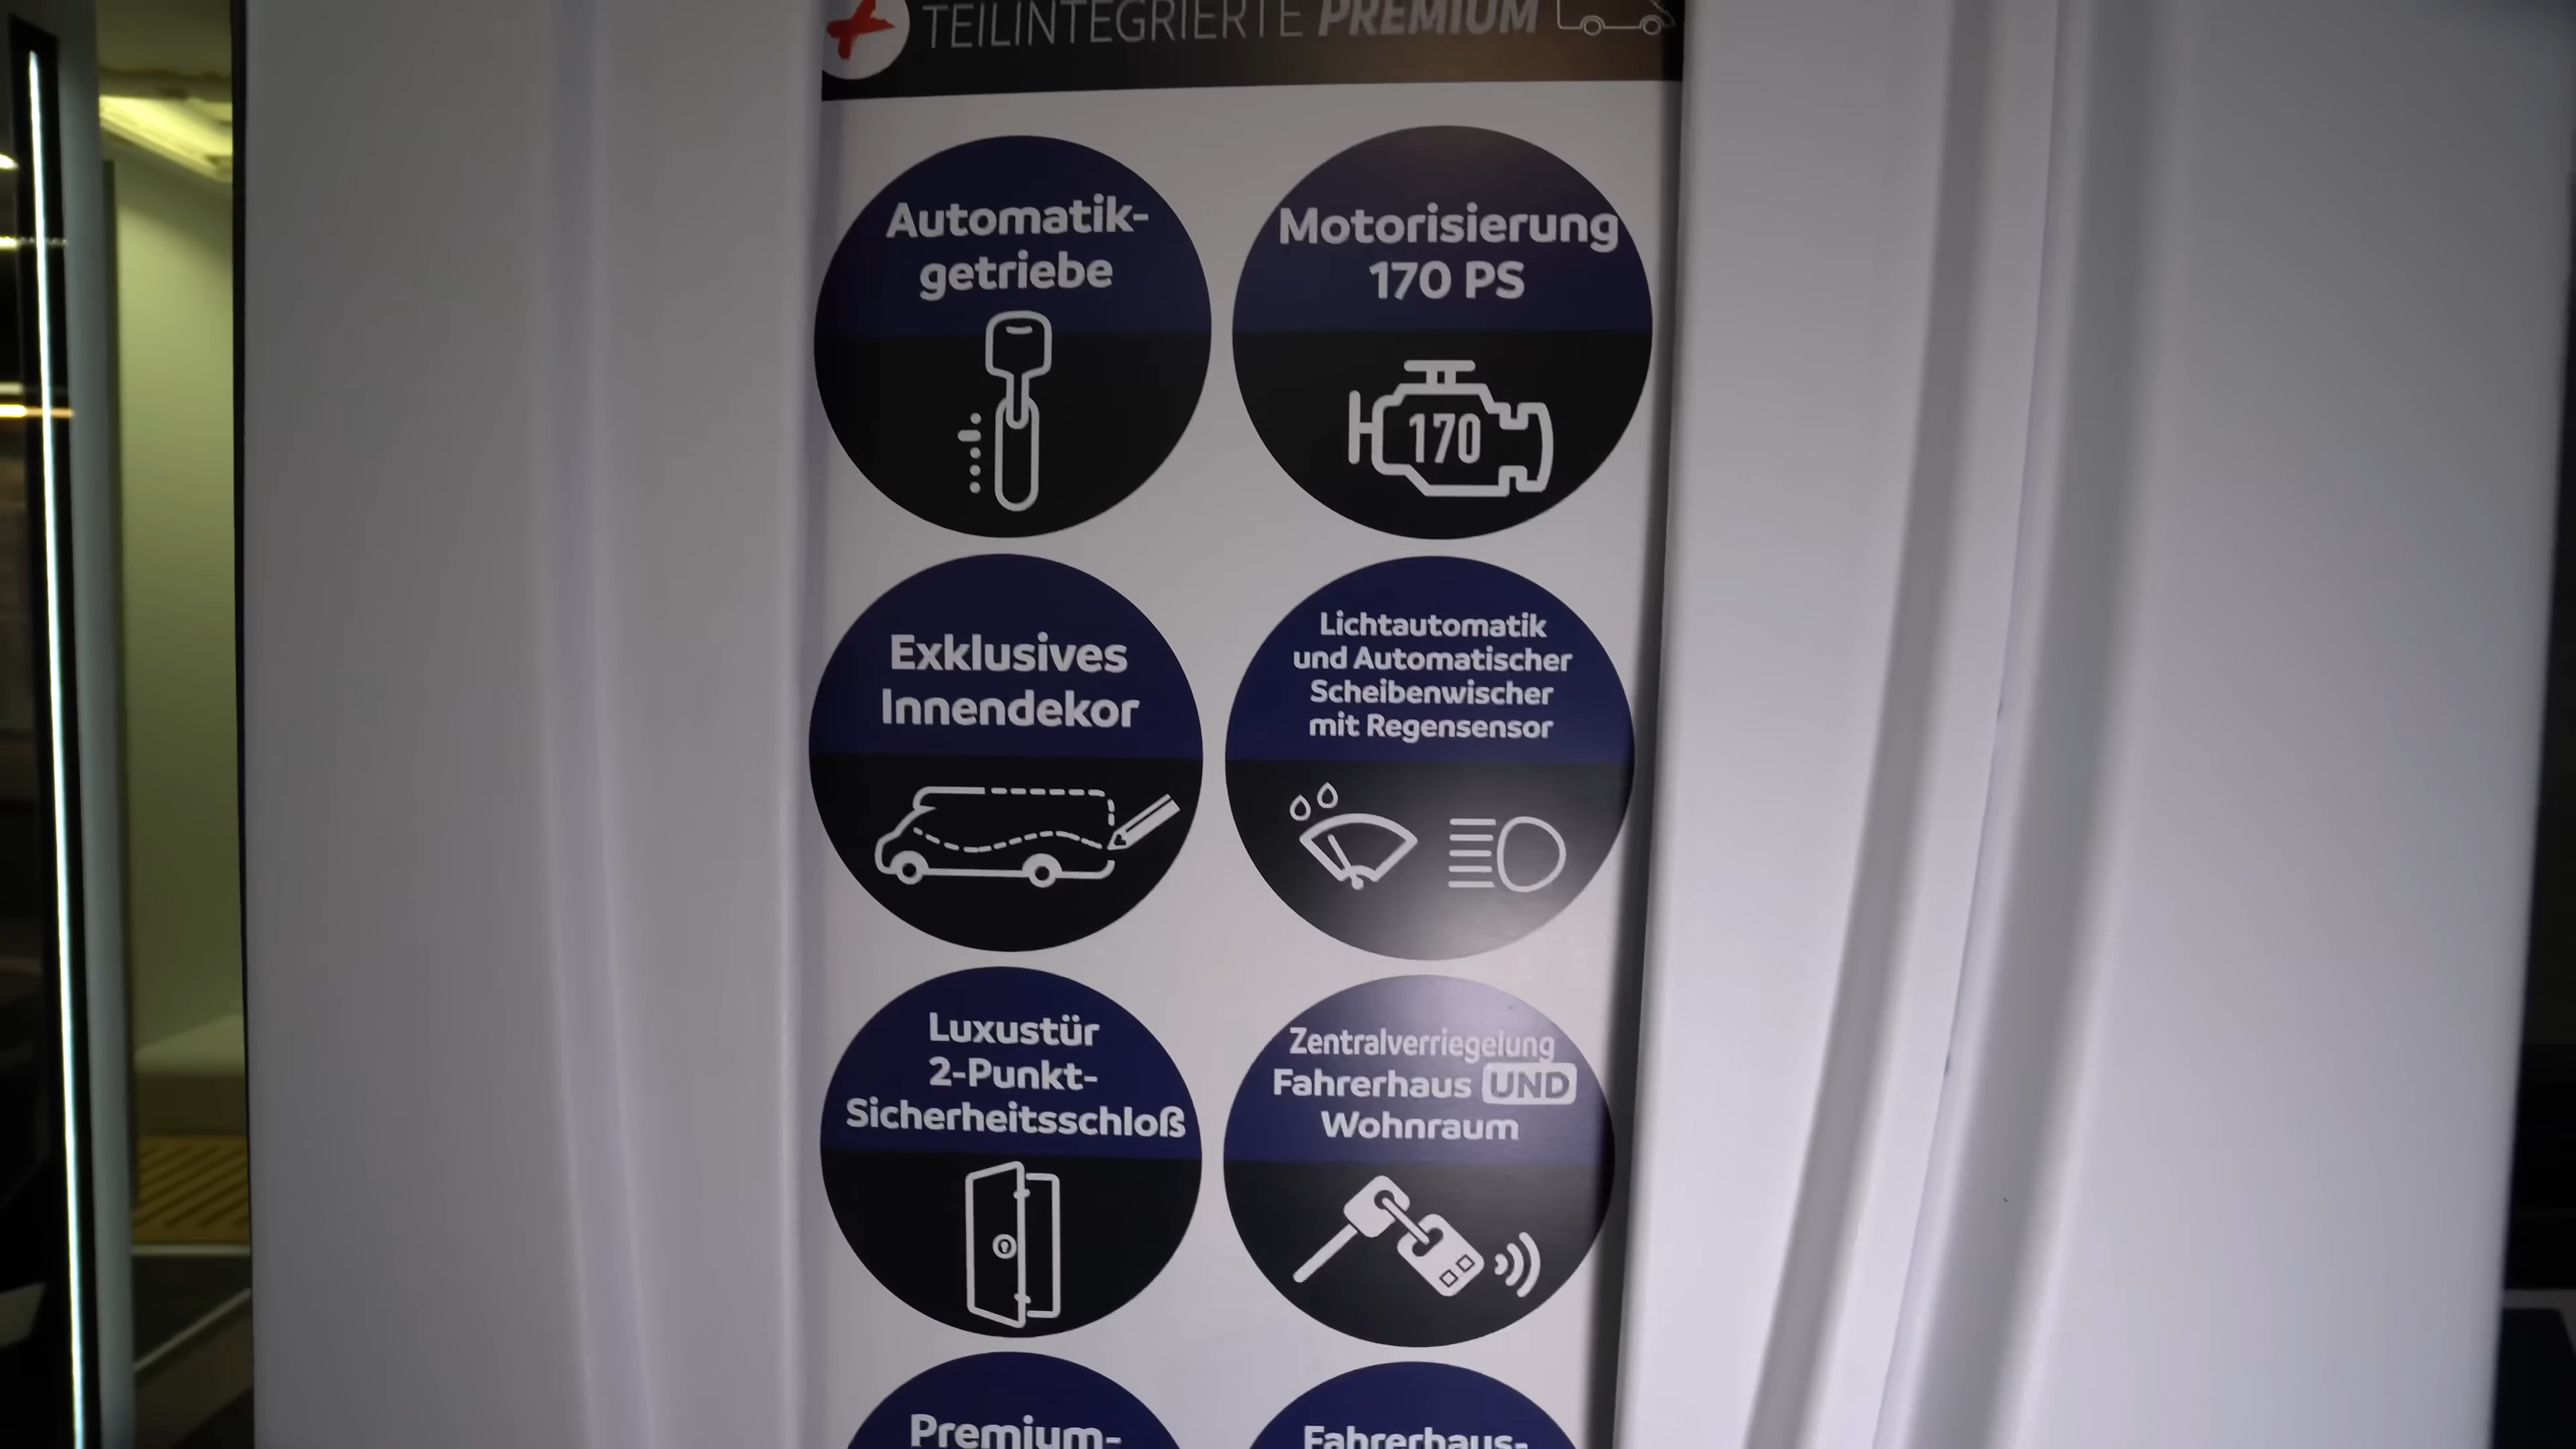 TEILINTEGRIERTE PREMIUM
Automatik-
getriebe
Motorisierung
170 PS
170
Exklusives
Innendekor
Lichtautomatik
und Automatischer
Scheibenwischer
mit Regensensor
Luxustür
2-Punkt-
Sicherheitsschloß
Zentralverriegelung
Fahrerhaus UND
Wohnraum
Premium-
Fahrerhaus-